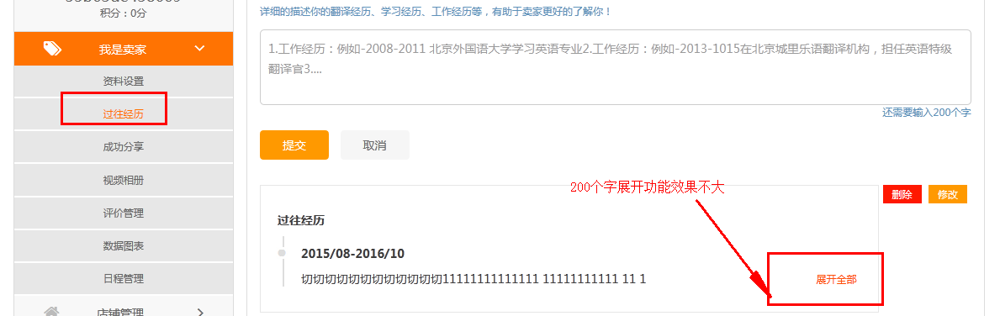 积分：0分
我是卖家
资料设置
过往经历
成功分享
视频相册
评价管理
数据图表
日程管理
店铺管理
详细的描述你的翻译经历、学习经历、工作经历等，有助于卖家更好的了解你！
1.工作经历：例如-2008-2011 北京外国语大学学习英语专业2.工作经历：例如-2013-1015在北京城里乐语翻译机构，担任英语特级
翻译官3....
还需要输入200个字
提交 取消
200个字展开功能效果不大
删除 修改
过往经历
2015/08-2016/10
切切切切切切切切切切切切11111111111111 11111111111 11 1
展开全部